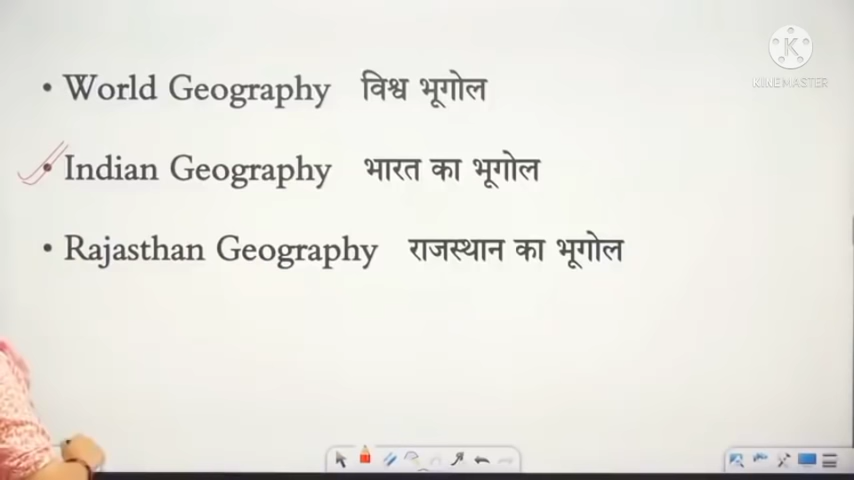 • World Geography विश्व भूगोल
• Indian Geography भारत का भूगोल
• Rajasthan Geography राजस्थान का भूगोल
K
KINEMASTER